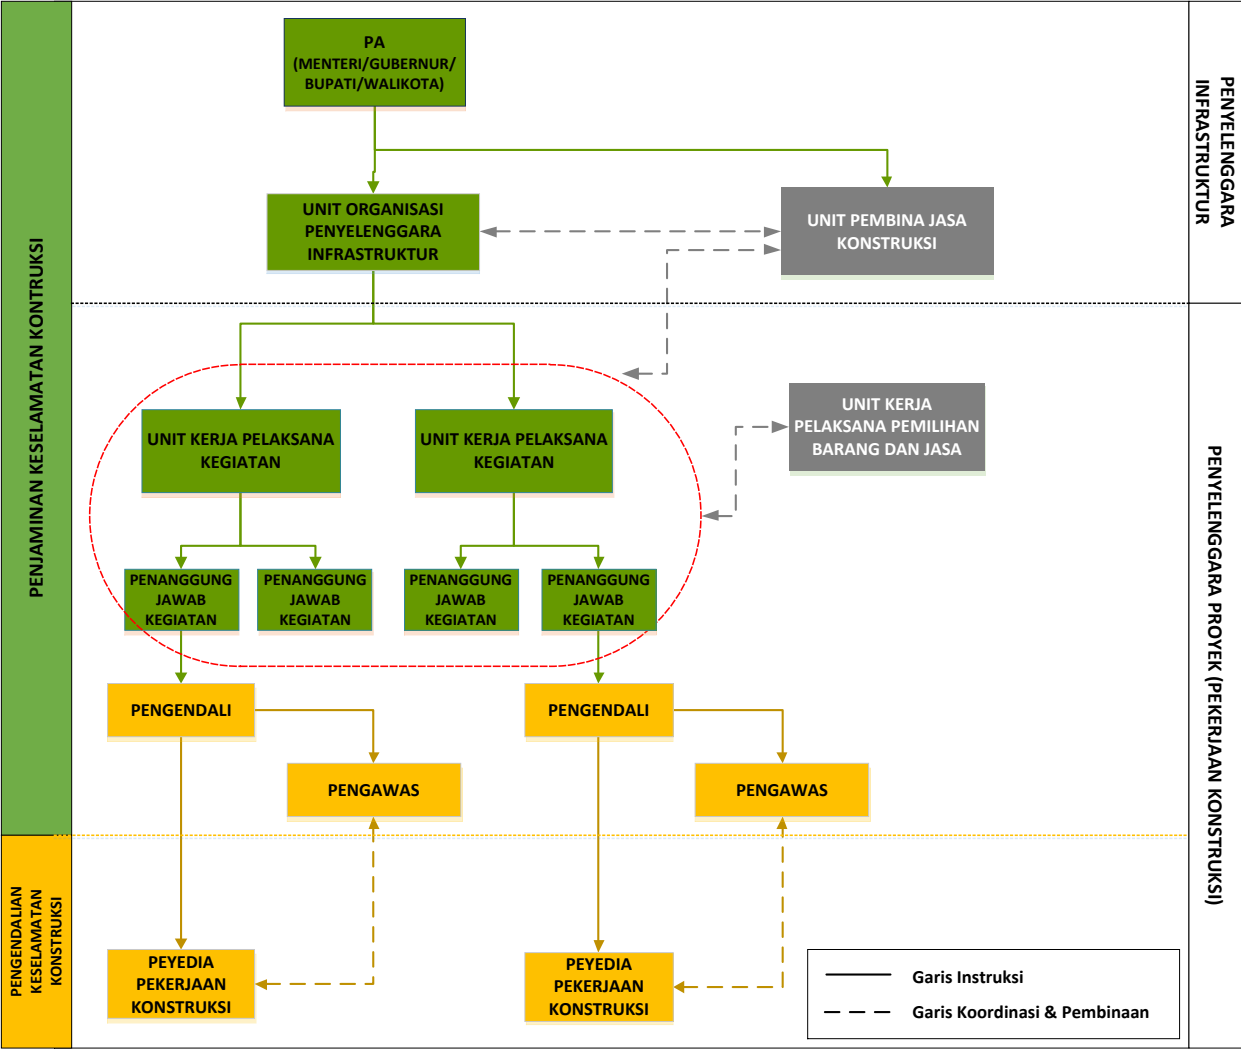 PA
(MENTERI/GUBERNUR/
BUPATI/WALIKOTA)
UNIT ORGANISASI
PENYELENGGARA
INFRASTRUKTUR
UNIT PEMBINA JASA
KONSTRUKSI
PENYELENGGARA
INFRASTRUKTUR
PENJAMINAN KESELAMATAN KONTRUKSI
UNIT KERJA PELAKSANA
KEGIATAN
UNIT KERJA PELAKSANA
KEGIATAN
UNIT KERJA
PELAKSANA PEMILIHAN
BARANG DAN JASA
PENANGGUNG
JAWAB
KEGIATAN
PENANGGUNG
JAWAB
KEGIATAN
PENANGGUNG
JAWAB
KEGIATAN
PENANGGUNG
JAWAB
KEGIATAN
PENYELENGGARA PROYEK (PEKERJAAN KONSTRUKSI)
PENGENDALI
PENGENDALI
PENGAWAS
PENGAWAS
PENGENDALIAN
KESELAMATAN
KONSTRUKSI
PEYEDIA
PEKERJAAN
KONSTRUKSI
PEYEDIA
PEKERJAAN
KONSTRUKSI
Garis Instruksi
Garis Koordinasi & Pembinaan